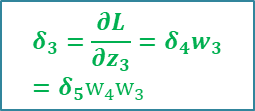 δ₃ = ∂L/∂z₃ = δ₄w₃
= δ₅w₄w₃